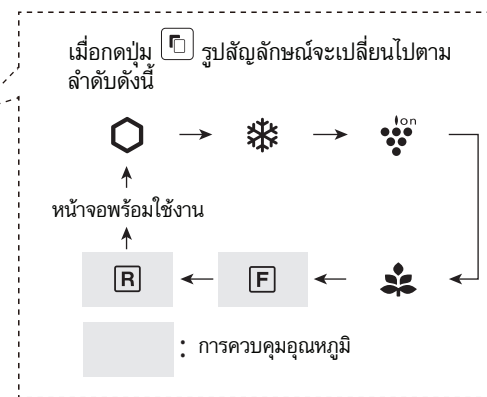 เมื่อกดปุ่ม รูปสัญลักษณ์จะเปลี่ยนไปตาม
ลำดับดังนี้
ion
หน้าจอพร้อมใช้งาน
R F
: การควบคุมอุณหภูมิ